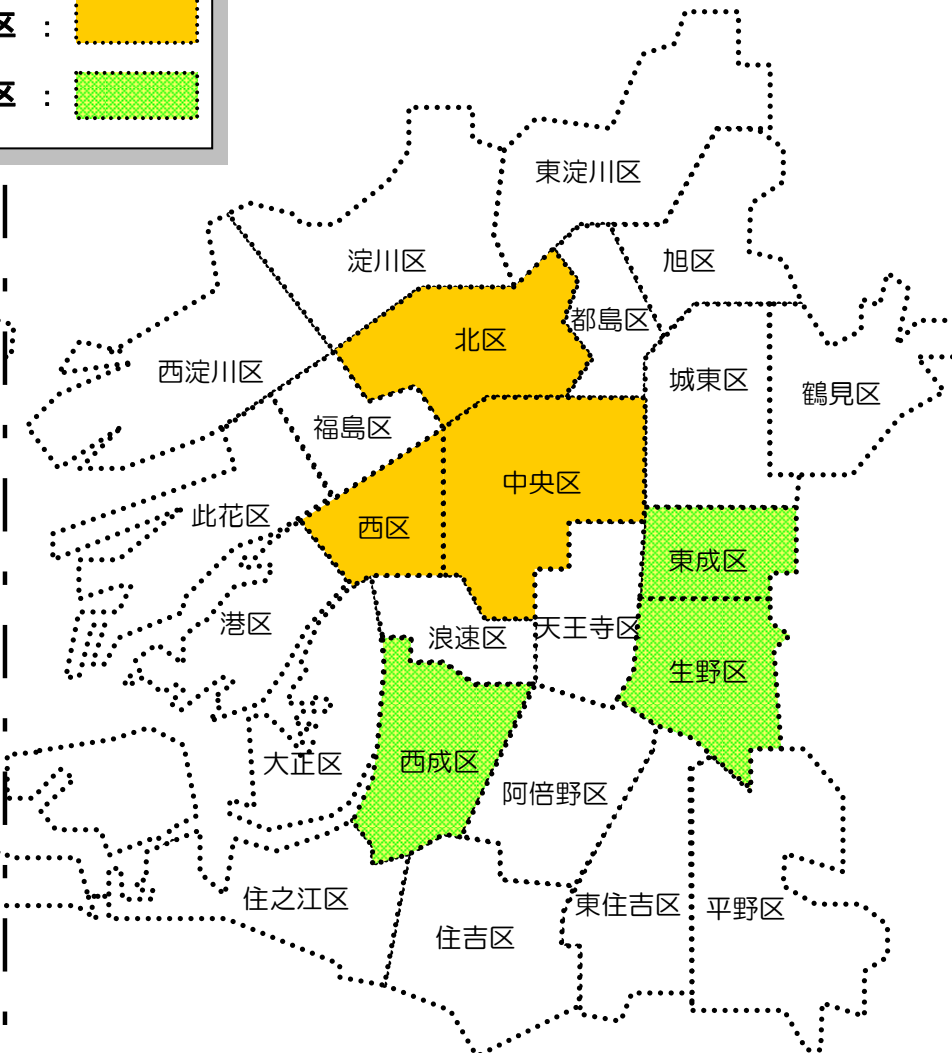 区 :
区 :
東淀川区
淀川区
旭区
都島区
北区
西淀川区
城東区
鶴見区
福島区
中央区
西区
此花区
東成区
港区
浪速区
天王寺区
生野区
大正区
西成区
阿倍野区
住之江区
東住吉区
平野区
住吉区